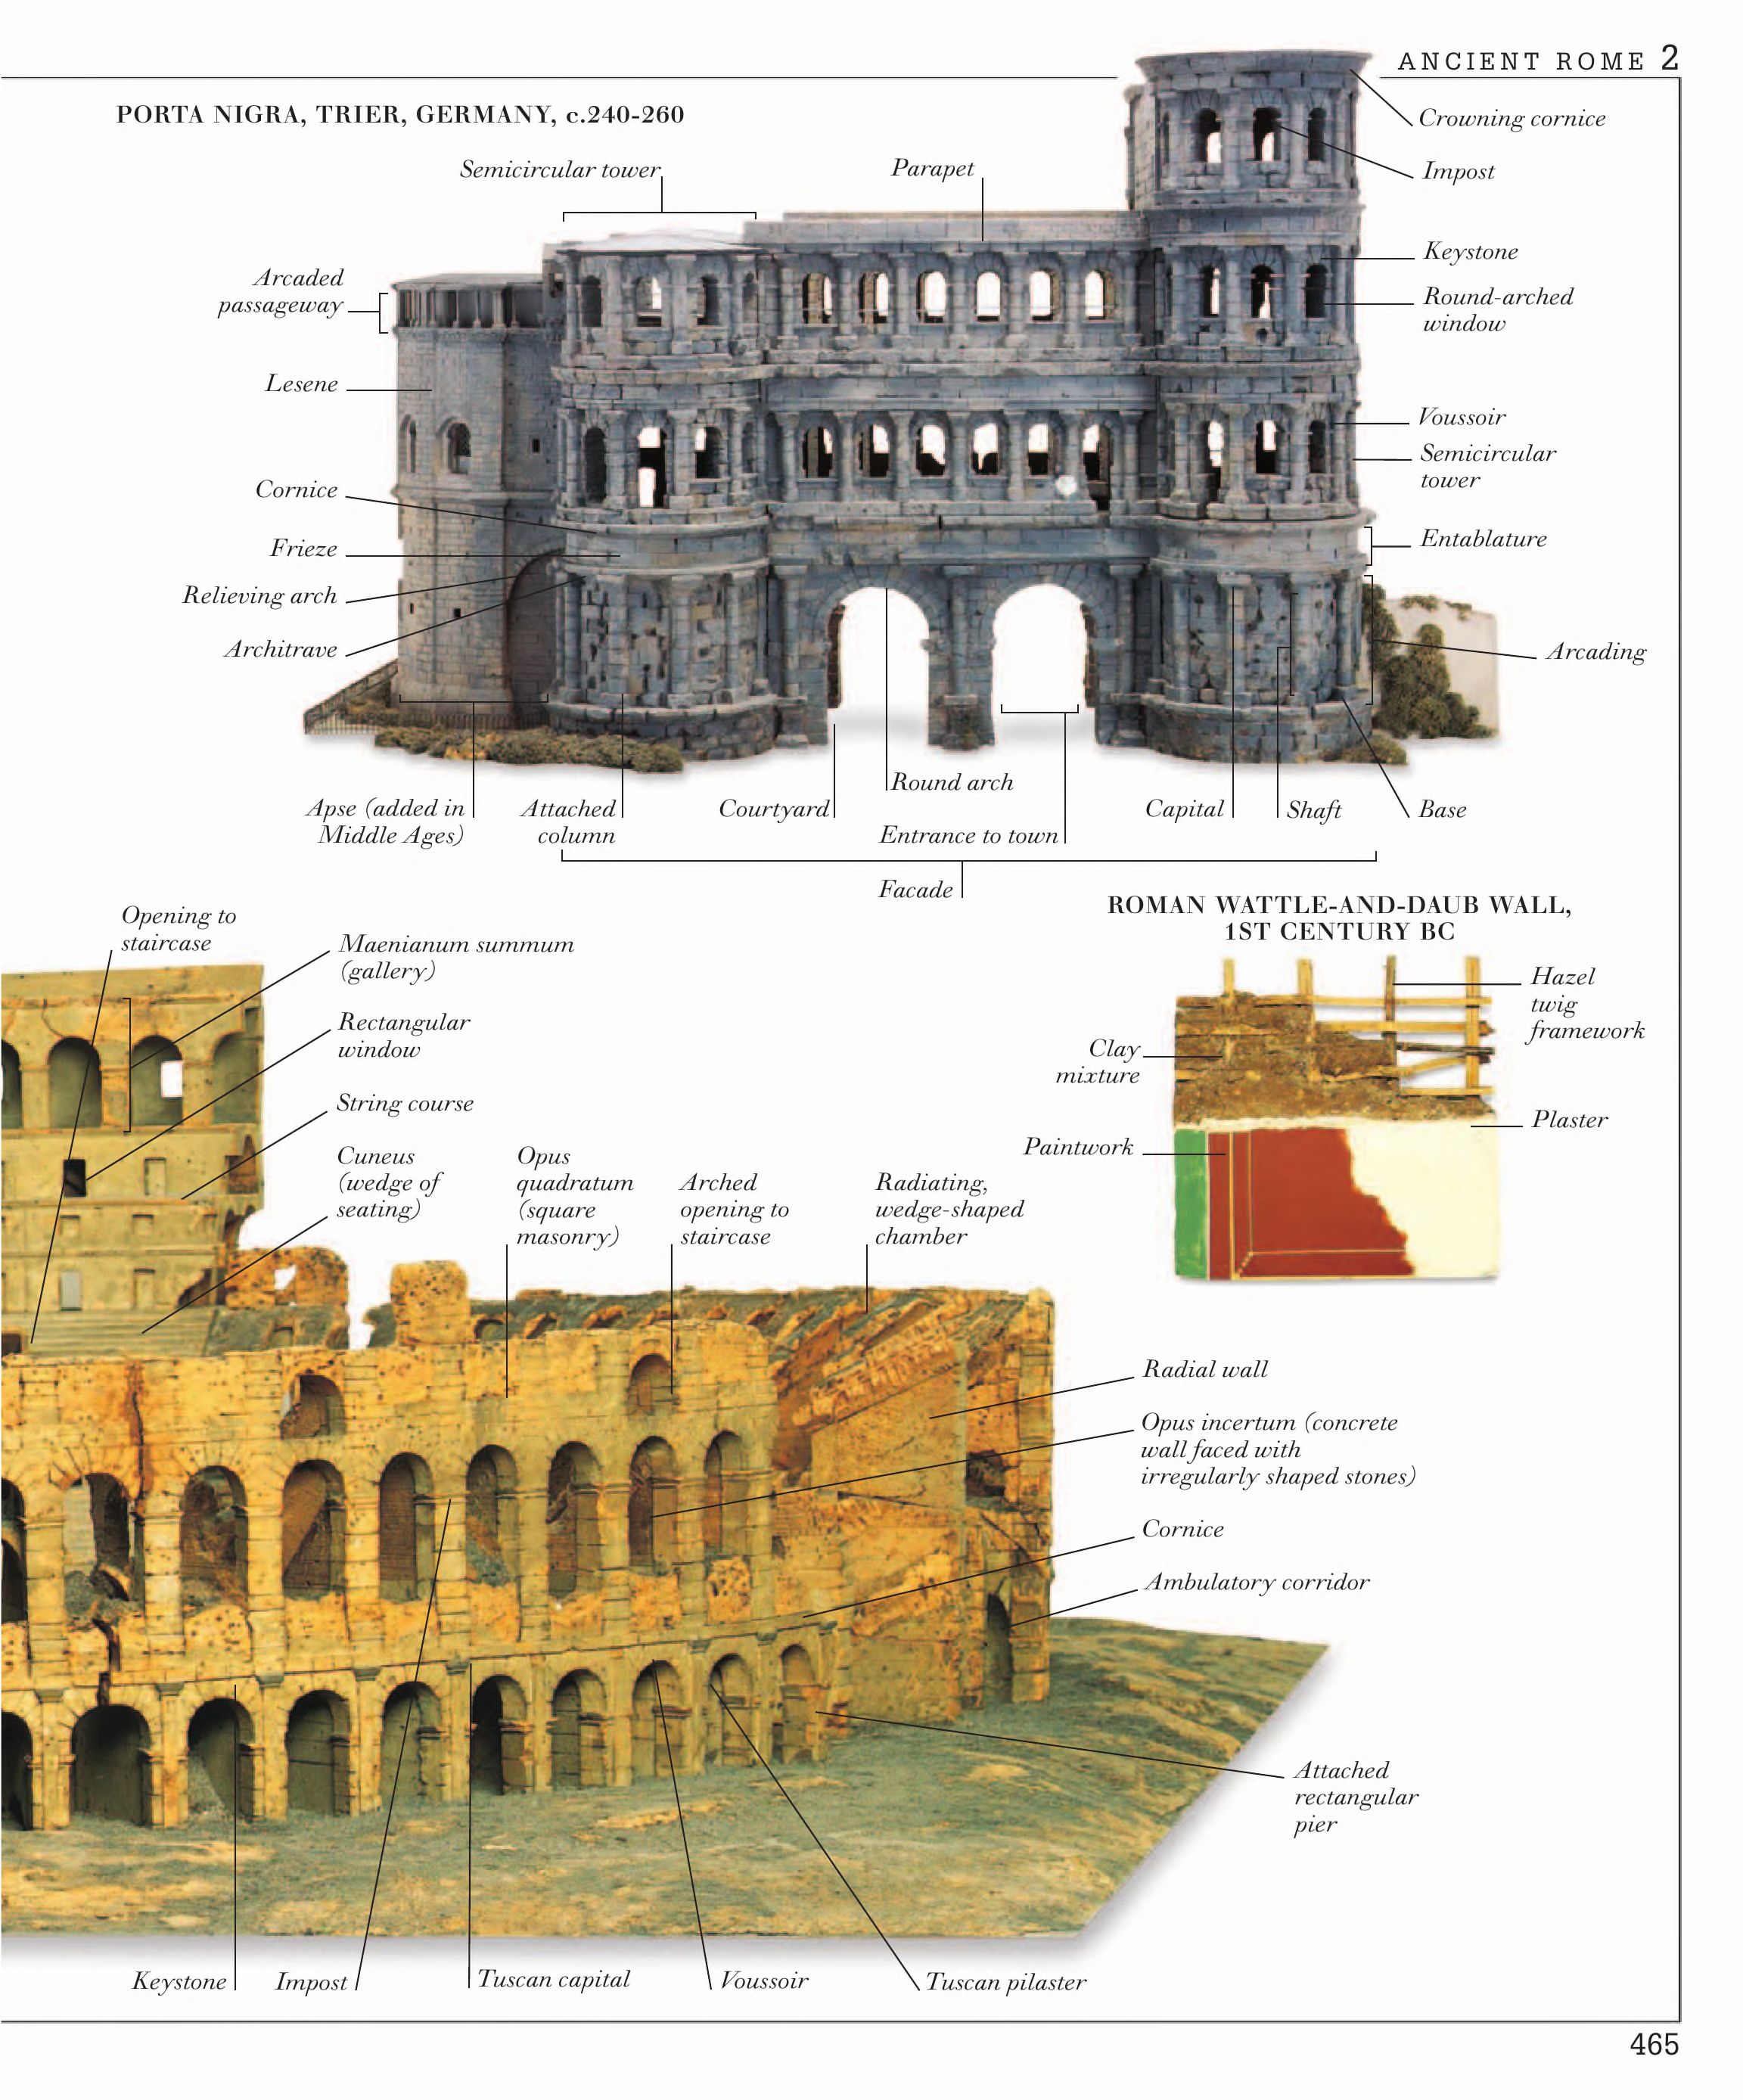 ANCIENT ROME 2
PORTA NIGRA, TRIER, GERMANY, c.240-260
Semicircular tower
Parapet
Crowning cornice
Impost
Keystone
Round-arched
window
Voussoir
Semicircular
tower
Entablature
Arcading
Arcaded
passageway
Lesene
Cornice
Frieze
Relieving arch
Architrave
Apse (added in
Middle Ages)
Attached
column
Courtyard
Round arch
Entrance to town
Capital
Shaft
Base
Facade
ROMAN WATTLE-AND-DAUB WALL,
1ST CENTURY BC
Hazel
twig
framework
Clay
mixture
Plaster
Paintwork
Opening to
staircase
Maenianum summum
(gallery)
Rectangular
window
String course
Cuneus
(wedge of
seating)
Opus
quadratum
(square
masonry)
Arched
opening to
staircase
Radiating,
wedge-shaped
chamber
Radial wall
Opus incertum (concrete
wall faced with
irregularly shaped stones)
Cornice
Ambulatory corridor
Attached
rectangular
pier
Keystone
Impost
Tuscan capital
Voussoir
Tuscan pilaster
465